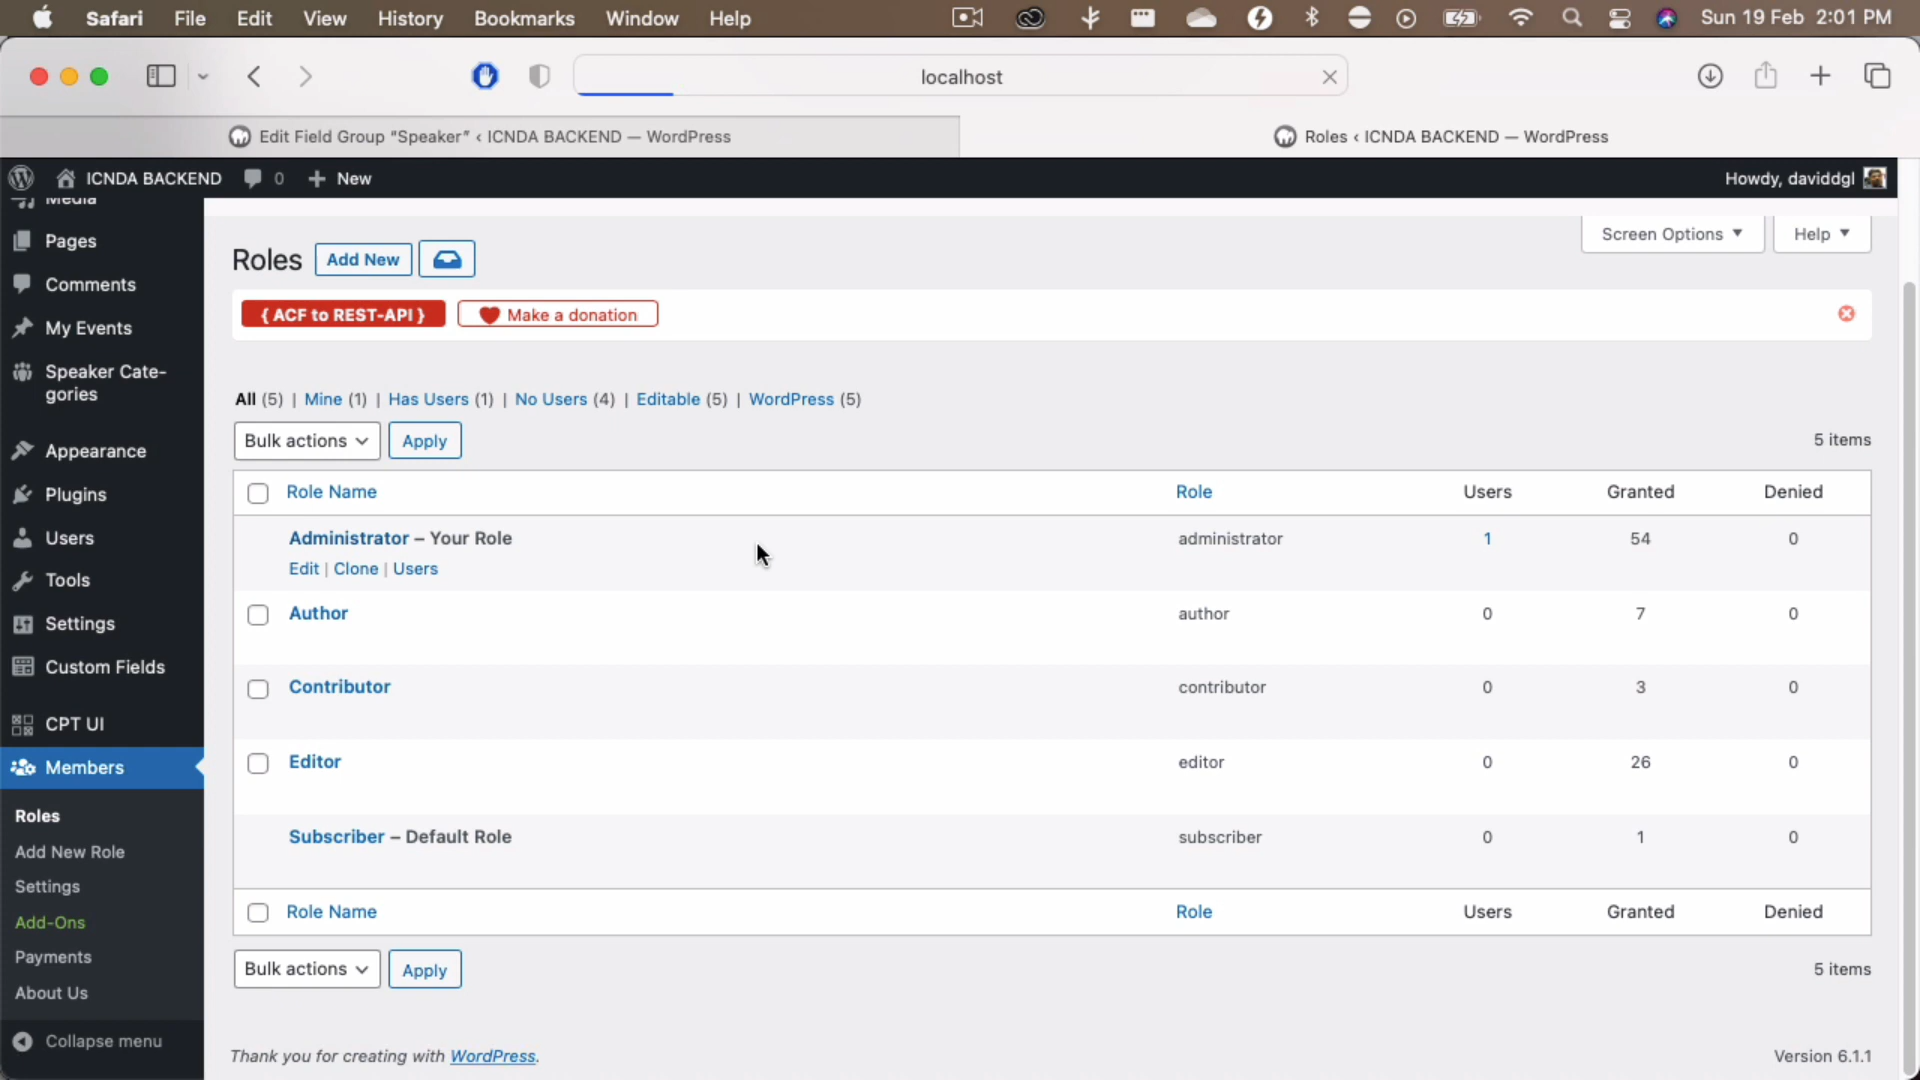 Safari File Edit View History Bookmarks Window Help Sun 19 Feb 2:01 PM
localhost
Edit Field Group “Speaker” ‹ ICNDA BACKEND — WordPress
Roles ‹ ICNDA BACKEND — WordPress
ICNDA BACKEND 0 New Howdy, daviddgl
Media
Pages
Comments
My Events
Speaker Cate-
gories
Appearance
Plugins
Users
Tools
Settings
Custom Fields
CPT UI
Members
Roles
Add New Role
Settings
Add-Ons
Payments
About Us
Collapse menu
Screen Options Help
Roles Add New
{ ACF to REST-API } Make a donation
All (5) | Mine (1) | Has Users (1) | No Users (4) | Editable (5) | WordPress (5)
Bulk actions Apply 5 items
Role Name Role Users Granted Denied
Administrator – Your Role administrator 1 54 0
Edit | Clone | Users
Author author 0 7 0
Contributor contributor 0 3 0
Editor editor 0 26 0
Subscriber – Default Role subscriber 0 1 0
Role Name Role Users Granted Denied
Bulk actions Apply 5 items
Thank you for creating with WordPress. Version 6.1.1